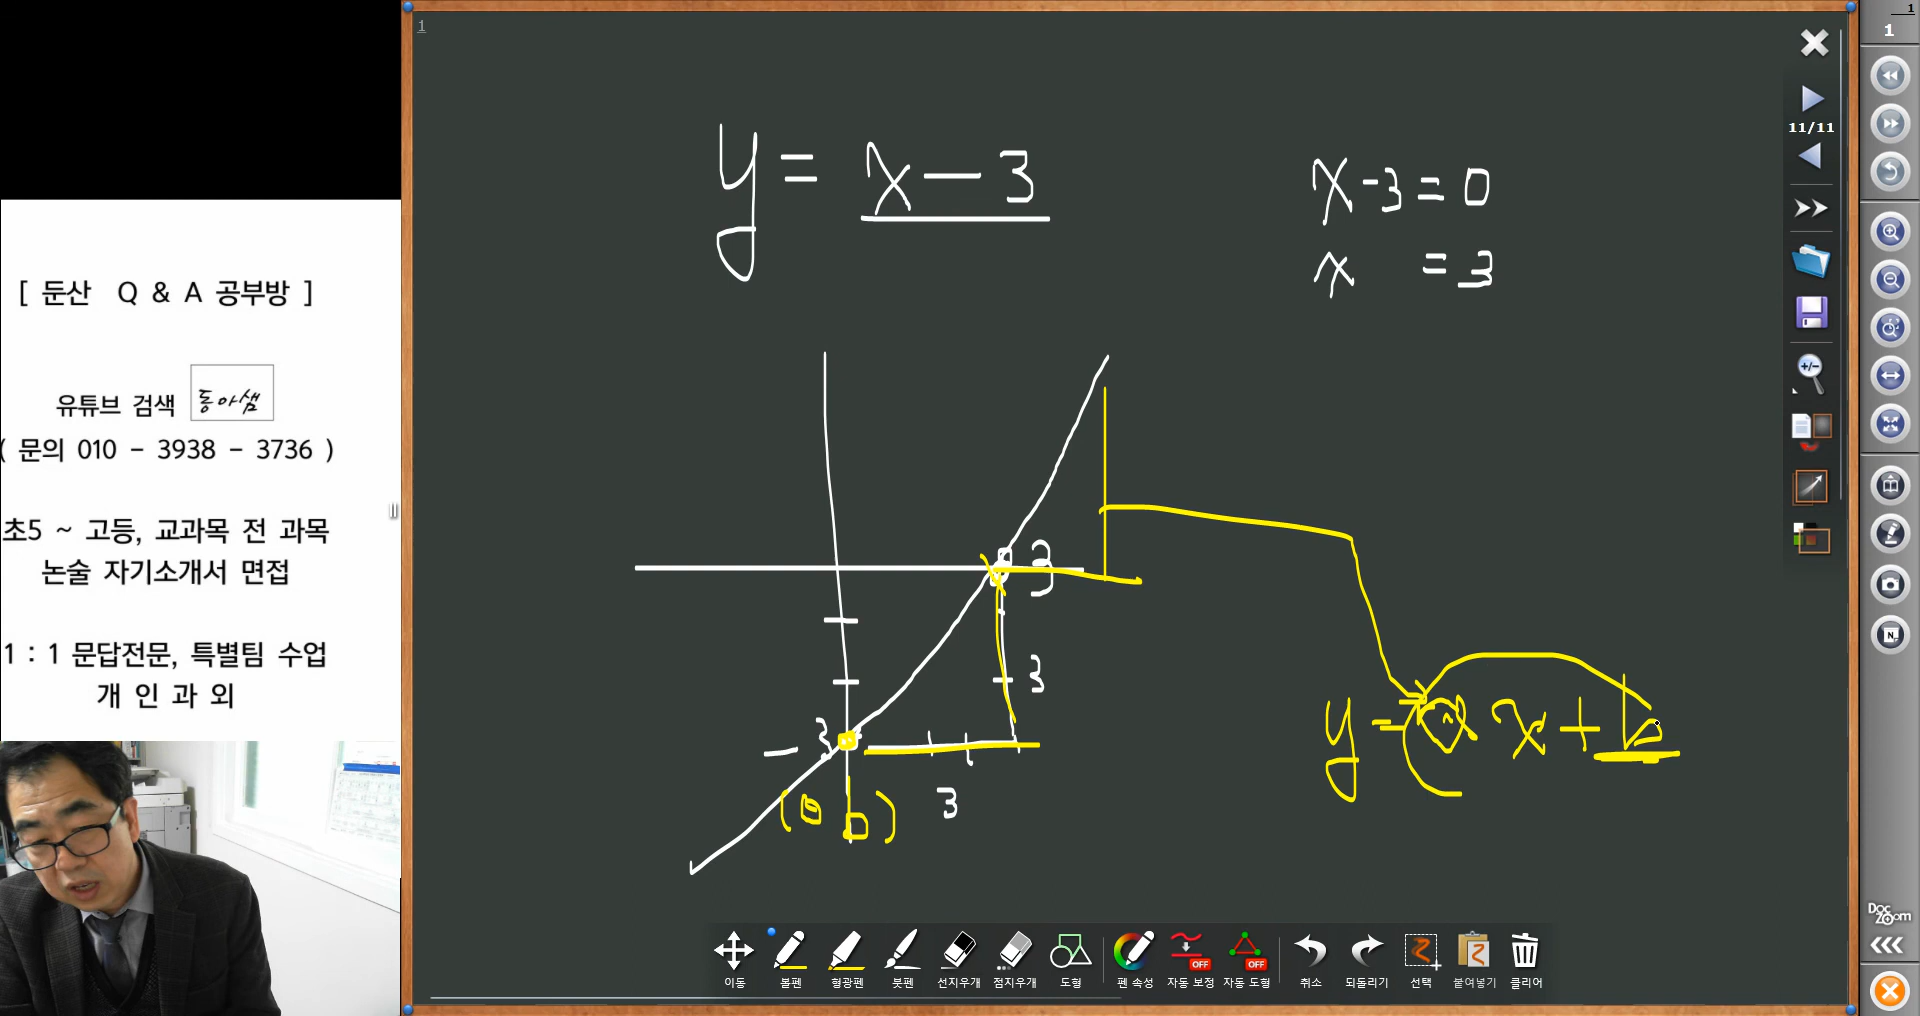 [ 둔산 Q & A 공부방 ]
유튜브 검색 동아샘
( 문의 010 - 3938 - 3736 )
초5 ~ 고등, 교과목 전 과목
논술 자기소개서 면접
1 : 1 문답전문, 특별팀 수업
개 인 과 외
1
y = x - 3
x - 3 = 0
x = 3
3
3
- 3
3
(0 b)
y = a x + b
11/11
+/-
1
1
N
Doc
Zoom
이동
볼펜
형광펜
붓펜
선지우개
점지우개
도형
펜 속성
OFF
자동 보정
OFF
자동 도형
취소
되돌리기
선택
붙여넣기
클리어